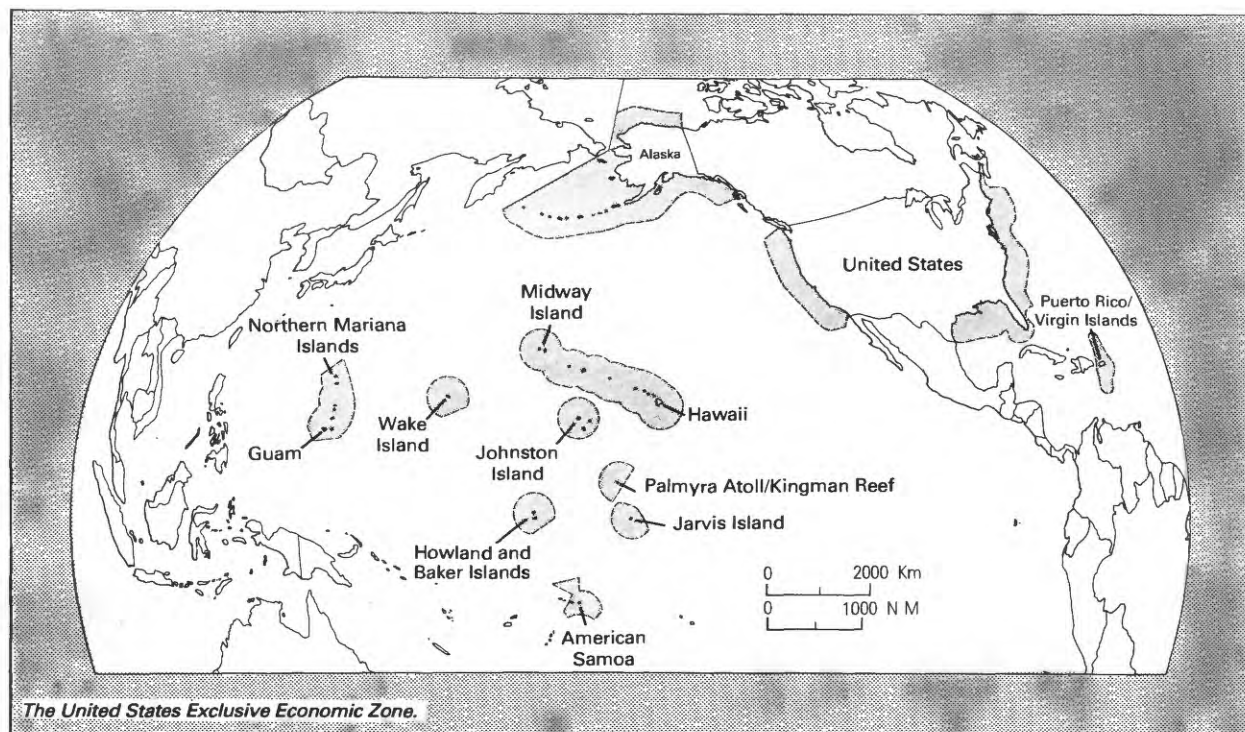 Alaska
United States
Puerto Rico/
Virgin Islands
Midway
Island
Northern Mariana
Islands
Guam
Wake
Island
Hawaii
Johnston
Island
Palmyra Atoll/Kingman Reef
Jarvis Island
Howland and
Baker Islands
0 2000 Km
0 1000 N M
American
Samoa
The United States Exclusive Economic Zone.